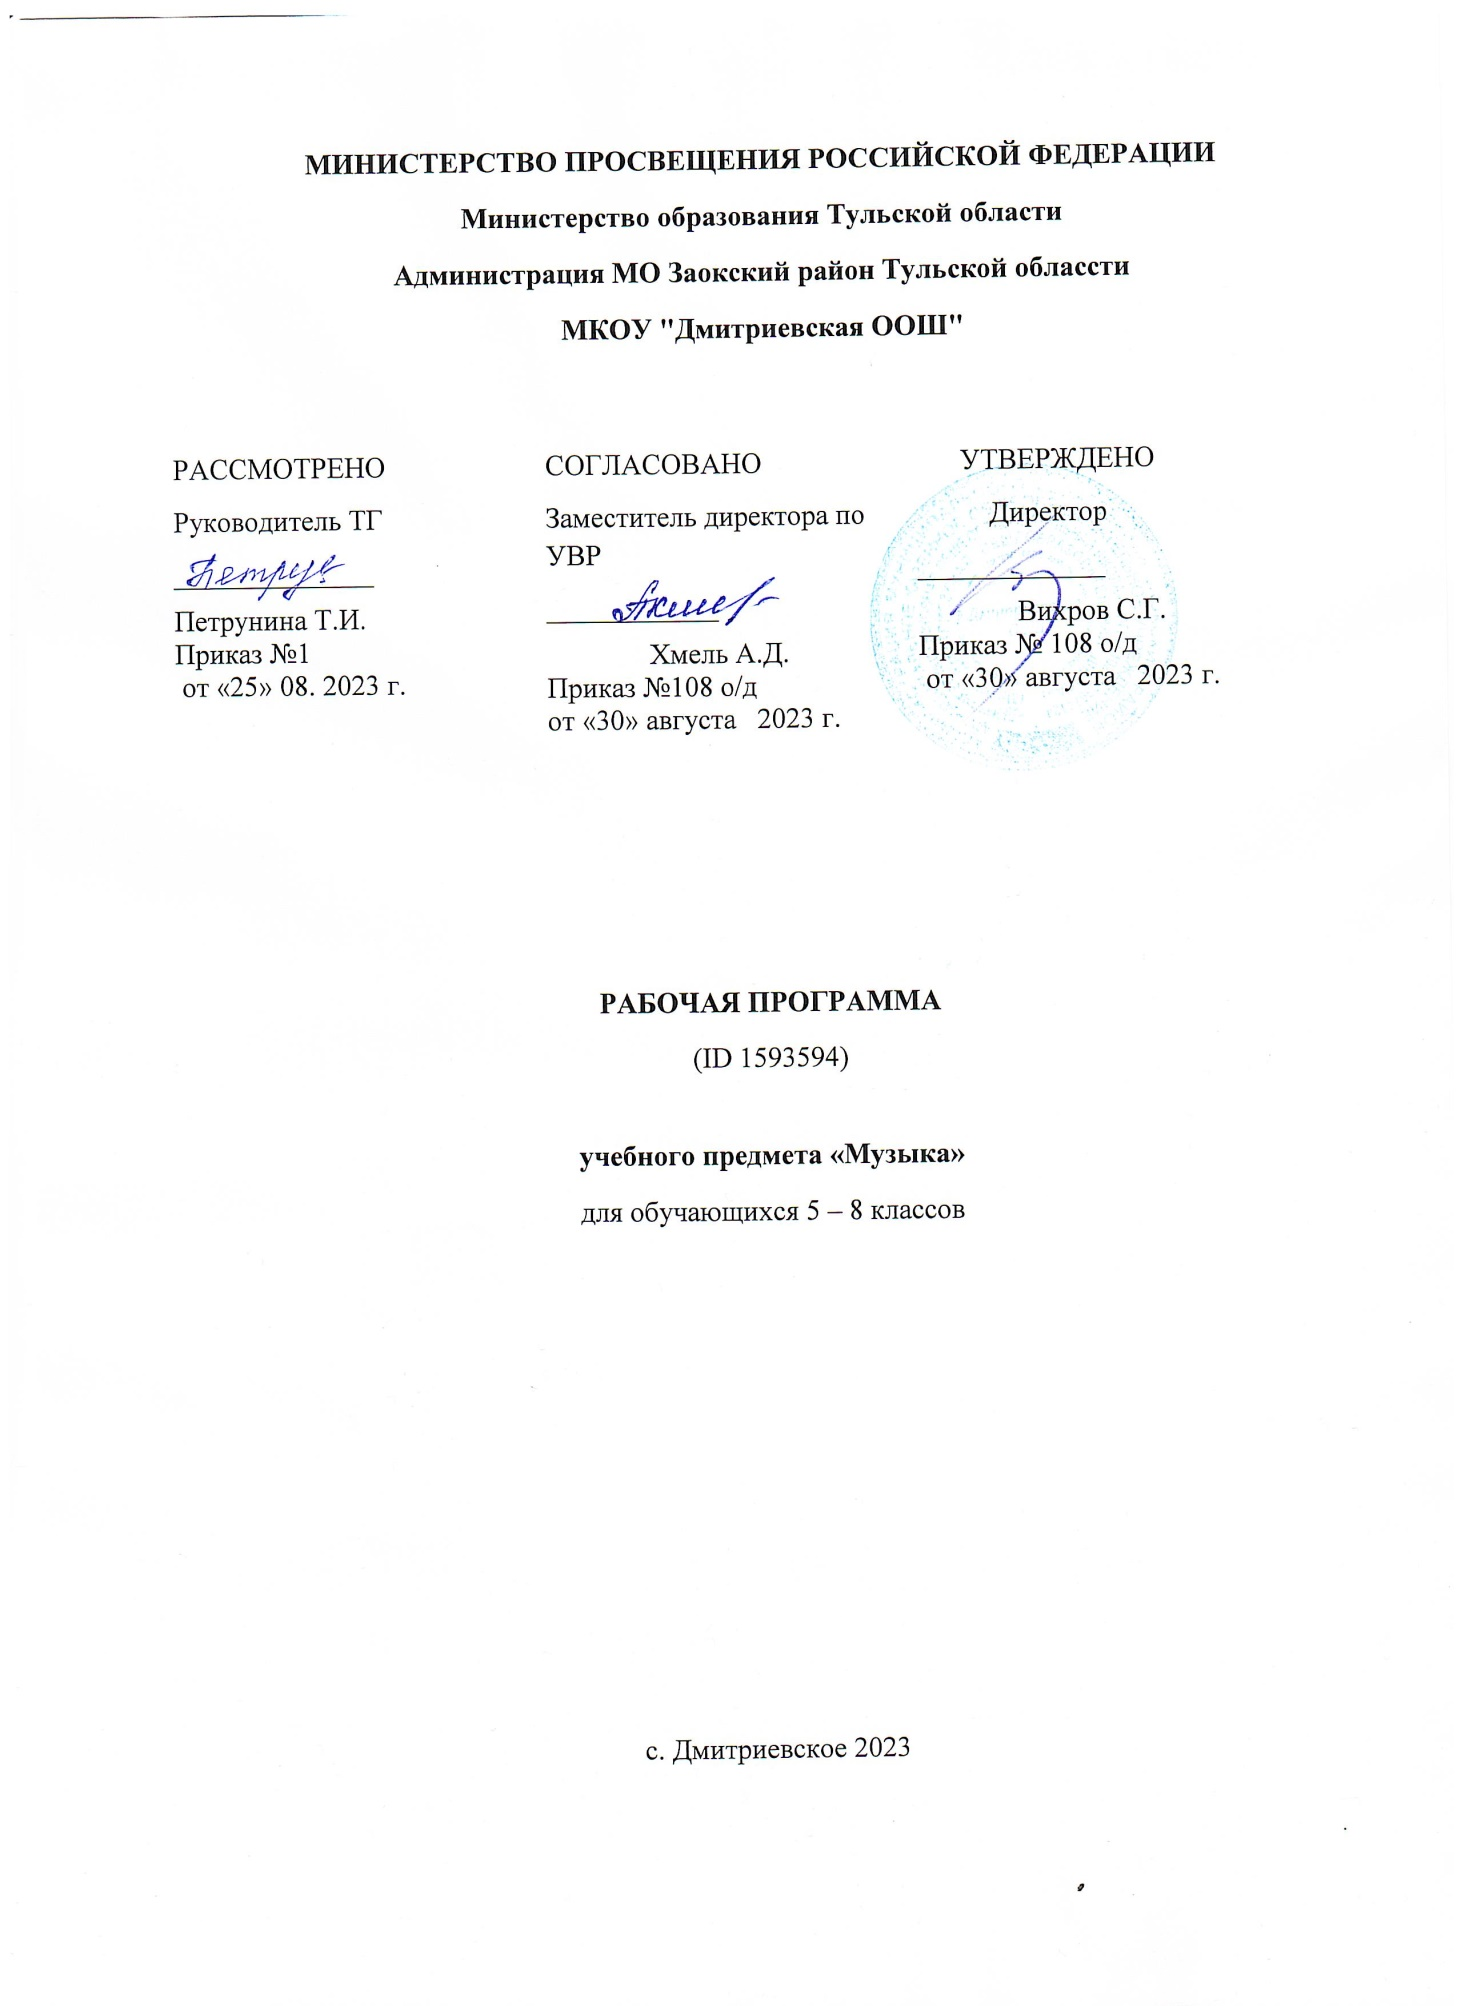 МИНИСТЕРСТВО ПРОСВЕЩЕНИЯ РОССИЙСКОЙ ФЕДЕРАЦИИ
Министерство образования Тульской области
Администрация МО Заокский район Тульской облассти
МКОУ "Дмитриевская ООШ"
РАССМОТРЕНО
Руководитель ТГ
Петрунина Т.И.
Приказ №1
от «25» 08. 2023 г.
СОГЛАСОВАНО
Заместитель директора по
УВР
Хмель А.Д.
Приказ №108 о/д
от «30» августа 2023 г.
УТВЕРЖДЕНО
Директор
Вихров С.Г.
Приказ № 108 о/д
от «30» августа 2023 г.
РАБОЧАЯ ПРОГРАММА
(ID 1593594)
учебного предмета «Музыка»
для обучающихся 5 – 8 классов
с. Дмитриевское 2023